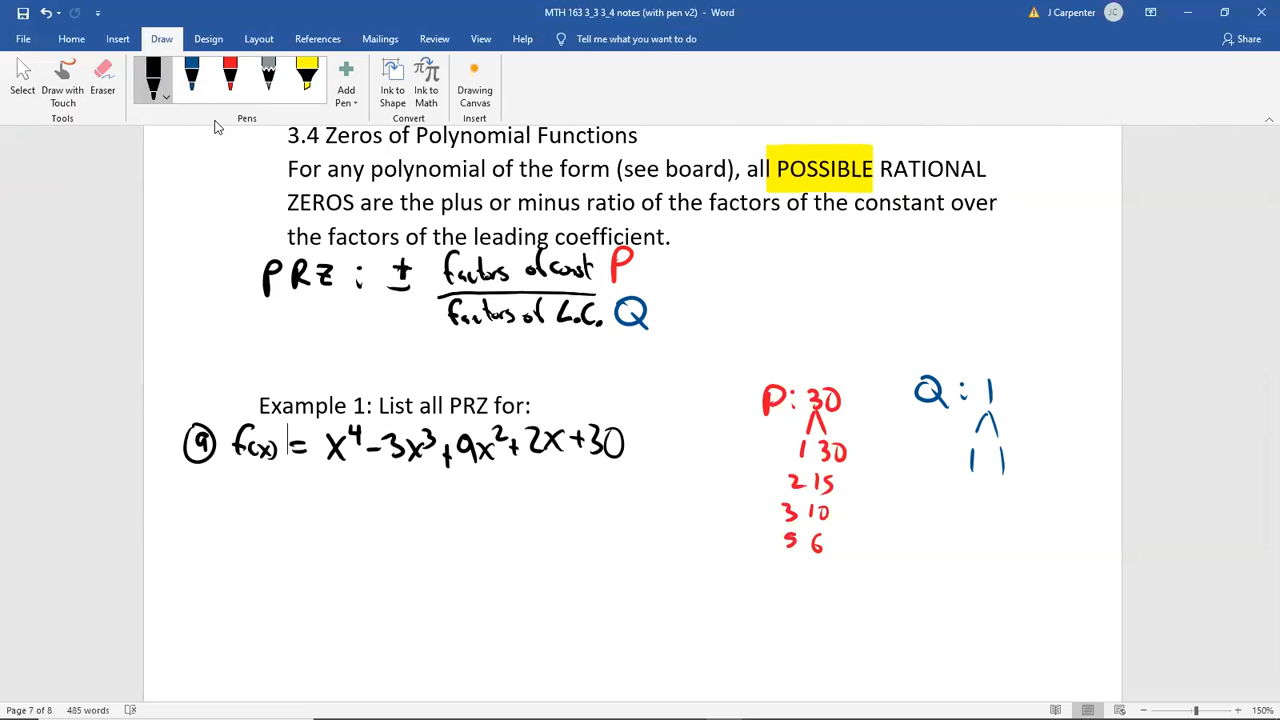 MTH 163 3_3 3_4 notes (with pen v2) - Word
J Carpenter
JC
File Home Insert Draw Design Layout References Mailings Review View Help Tell me what you want to do
Share
Select
Draw with Touch
Eraser
Add Pen
Ink to Shape
Ink to Math
Drawing Canvas
Tools
Pens
Convert
Insert
3.4 Zeros of Polynomial Functions
For any polynomial of the form (see board), all POSSIBLE RATIONAL
ZEROS are the plus or minus ratio of the factors of the constant over
the factors of the leading coefficient.
PRZ : ± factors of const P
factors of L.C. Q
Example 1: List all PRZ for:
ⓐ f(x) = x⁴ - 3x³ + 9x² + 2x + 30
P: 30
1 30
2 15
3 10
5 6
Q : 1
1 1
Page 7 of 8 485 words
150%